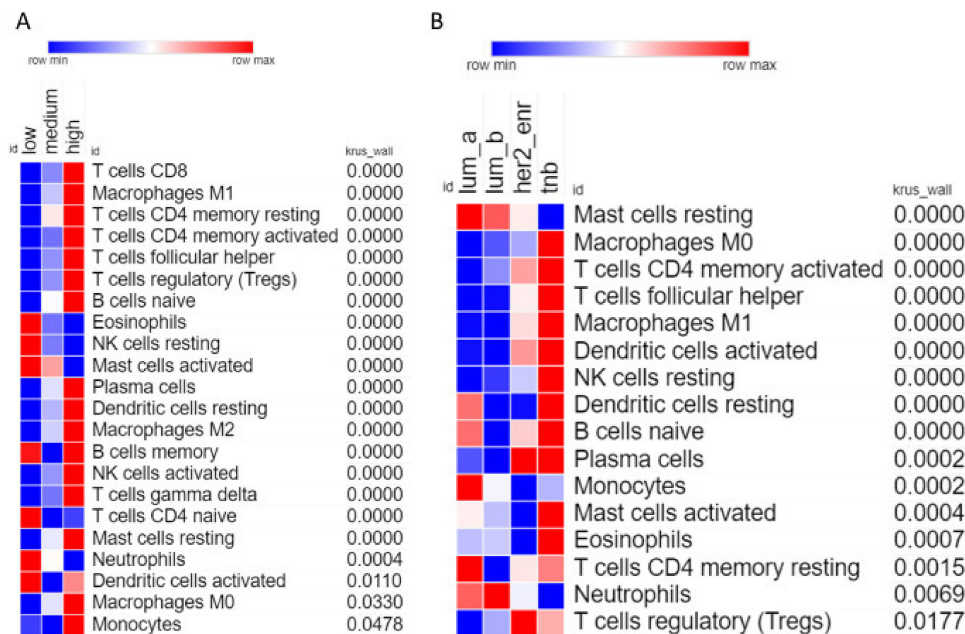 A
row min row max
id low medium high id krus_wall
T cells CD8 0.0000
Macrophages M1 0.0000
T cells CD4 memory resting 0.0000
T cells CD4 memory activated 0.0000
T cells follicular helper 0.0000
T cells regulatory (Tregs) 0.0000
B cells naive 0.0000
Eosinophils 0.0000
NK cells resting 0.0000
Mast cells activated 0.0000
Plasma cells 0.0000
Dendritic cells resting 0.0000
Macrophages M2 0.0000
B cells memory 0.0000
NK cells activated 0.0000
T cells gamma delta 0.0000
T cells CD4 naive 0.0000
Mast cells resting 0.0000
Neutrophils 0.0004
Dendritic cells activated 0.0110
Macrophages M0 0.0330
Monocytes 0.0478
B
row min row max
id lum_a lum_b her2_enr tnb id krus_wall
Mast cells resting 0.0000
Macrophages M0 0.0000
T cells CD4 memory activated 0.0000
T cells follicular helper 0.0000
Macrophages M1 0.0000
Dendritic cells activated 0.0000
NK cells resting 0.0000
Dendritic cells resting 0.0000
B cells naive 0.0000
Plasma cells 0.0002
Monocytes 0.0002
Mast cells activated 0.0004
Eosinophils 0.0007
T cells CD4 memory resting 0.0015
Neutrophils 0.0069
T cells regulatory (Tregs) 0.0177